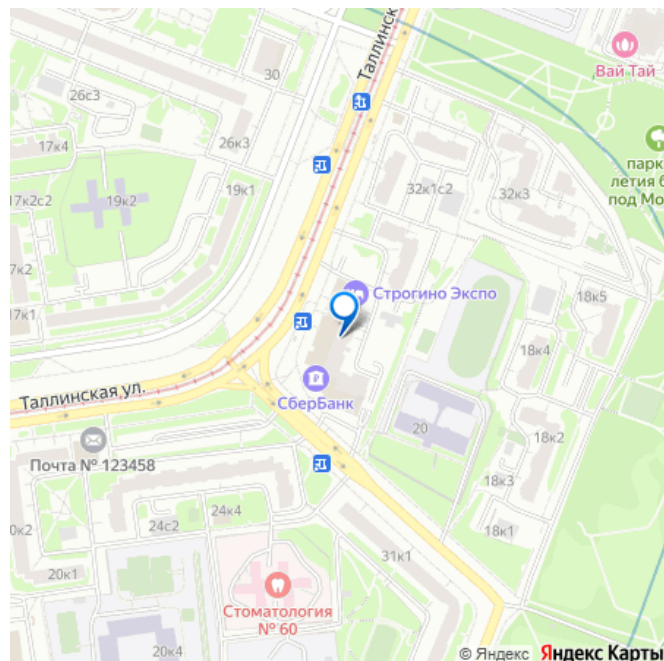 Таллинск
Вай Тай
30
26с3
26к3
17к4
парк
летия б
под Мо
19к1
32к1с2
32к3
17к2с2
19к2
7к2
Строгино Экспо
18к5
17к1
18к4
Таллинская ул.
СберБанк
20
18к2
Почта № 123458
18к3
24к4
24с2
0к2
18к1
31к1
20к1
Стоматология
№ 60
20к4
© Яндекс Яндекс Карты